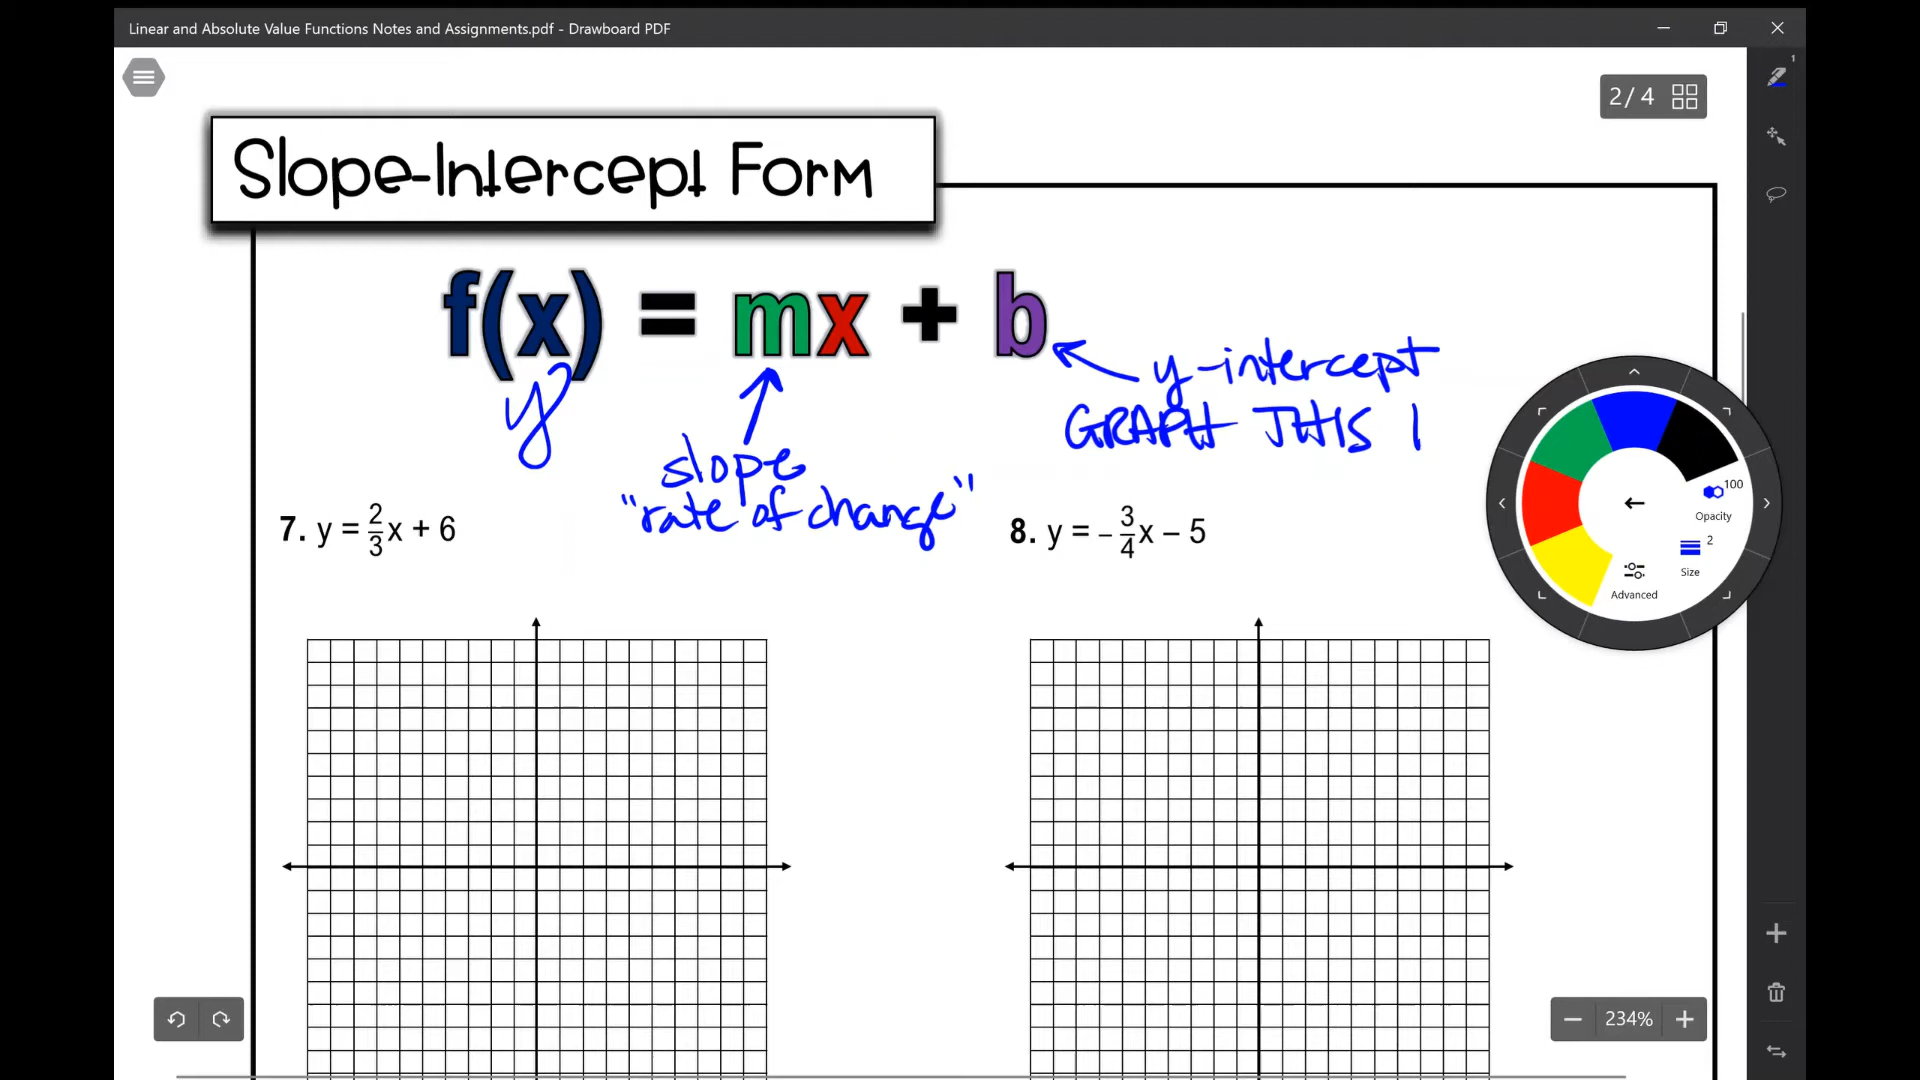 Linear and Absolute Value Functions Notes and Assignments.pdf - Drawboard PDF
1
2 / 4
Slope-Intercept Form
f(x) = mx + b
y
slope
"rate of change"
y-intercept
GRAPH THIS 1
7. y = 2/3x + 6
8. y = -3/4x – 5
100
Opacity
2
Size
Advanced
234%